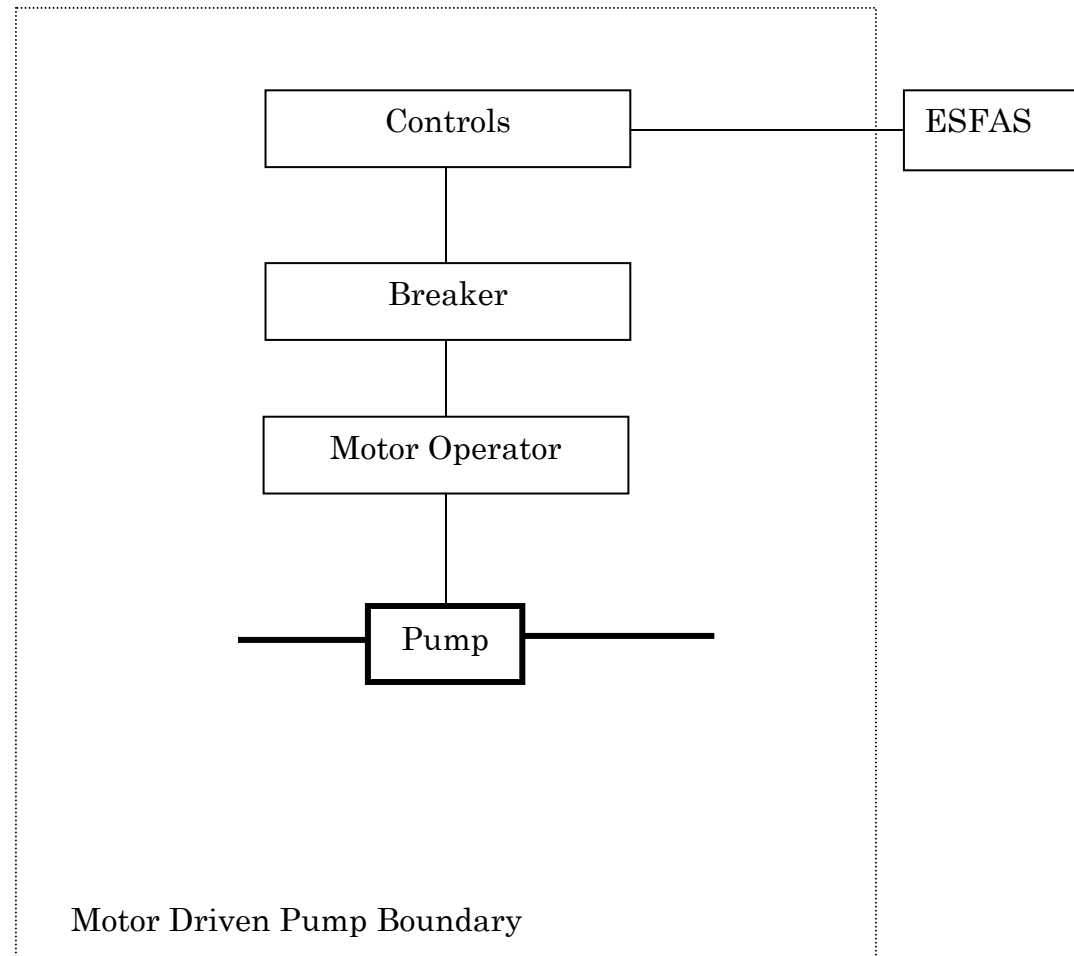 Controls
ESFAS
Breaker
Motor Operator
Pump
Motor Driven Pump Boundary